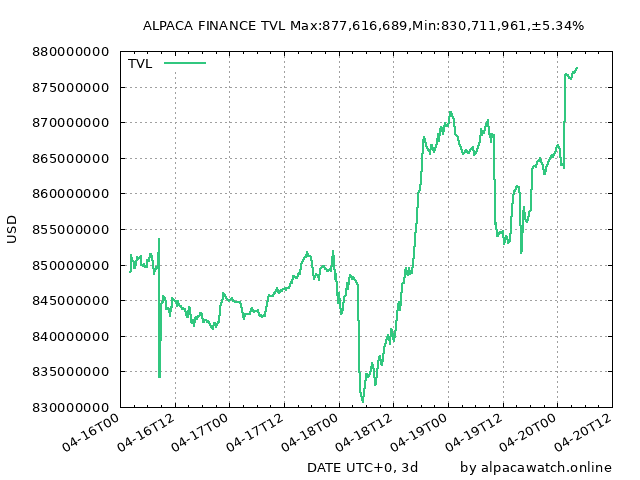 ALPACA FINANCE TVL Max:877,616,689,Min:830,711,961,±5.34%
TVL
880000000
875000000
870000000
865000000
860000000
855000000
850000000
845000000
840000000
835000000
830000000
USD
04-16T00 04-16T12 04-17T00 04-17T12 04-18T00 04-18T12 04-19T00 04-19T12 04-20T00 04-20T12
DATE UTC+0, 3d by alpacawatch.online